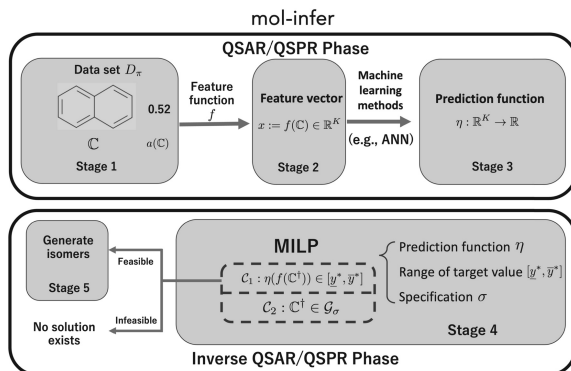 mol-infer
QSAR/QSPR Phase
Data set D_π
0.52
ℂ
a(ℂ)
Stage 1
Feature
function
f
Feature vector
x := f(ℂ) ∈ ℝ^K
Stage 2
Machine
learning
methods
(e.g., ANN)
Prediction function
η : ℝ^K → ℝ
Stage 3
Generate
isomers
Stage 5
Feasible
No solution
exists
Infeasible
MILP
𝒞₁ : η(f(ℂ†)) ∈ [y̲*, y̅*]
𝒞₂ : ℂ† ∈ 𝒢_σ
Prediction function η
Range of target value [y̲*, y̅*]
Specification σ
Stage 4
Inverse QSAR/QSPR Phase